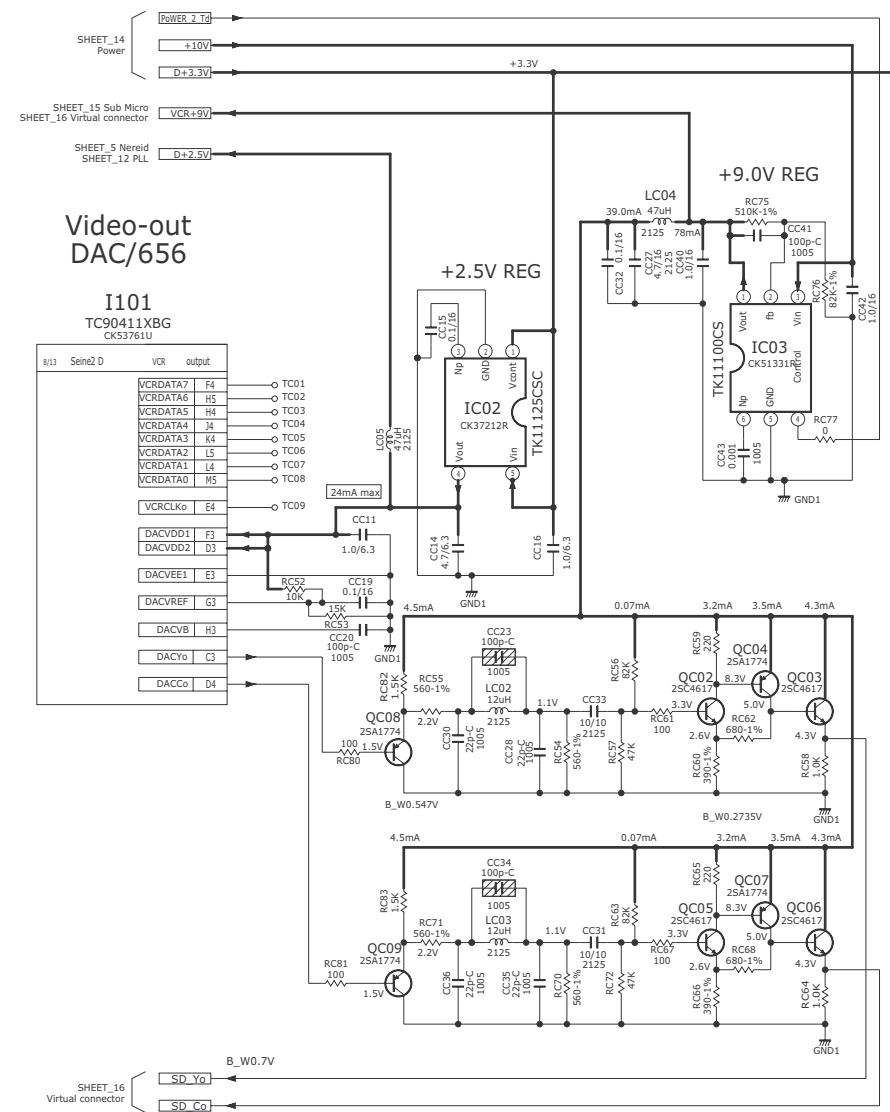 PoWER_2_Td
SHEET_14
Power
+10V
D+3.3V
+3.3V
SHEET_15 Sub Micro
SHEET_16 Virtual connector
VCR+9V
SHEET_5 Nereid
SHEET_12 PLL
D+2.5V
Video-out
DAC/656
I101
TC90411XBG
CK53761U
8/13 Seine2 D VCR output
VCRDATA7 F4 TC01
VCRDATA6 H5 TC02
VCRDATA5 H4 TC03
VCRDATA4 J4 TC04
VCRDATA3 K4 TC05
VCRDATA2 L5 TC06
VCRDATA1 L4 TC07
VCRDATA0 M5 TC08
VCRCLKo E4 TC09
DACVDD1 F3
DACVDD2 D3
DACVEE1 E3
DACVREF G3
DACVB H3
DACYo C3
DACCo D4
+2.5V REG
CC15
0.1/16
3 2 1
Np
GND
Vcont
IC02
CK37212R
TK11125CSC
Vout
Vin
4 5
LC05
47uH
2125
24mA max
CC11
1.0/6.3
CC14
4.7/6.3
CC16
1.0/6.3
GND1
RC52
10K
CC19
0.1/16
15K
RC53
CC20
100p-C
1005
GND1
+9.0V REG
LC04
39.0mA 47uH
2125 78mA
CC32 0.1/16
CC27
4.7/16
2125
CC40
1.0/16
RC75
510K-1%
CC41
100p-C
1005
RC76
82K-1%
CC42
1.0/16
1 2 3
Vout
fb
Vin
IC03
CK51331R
TK11100CS
Control
Np
GND
6 5 4
CC43
0.001
1005
RC77
0
GND1
4.5mA
0.07mA
3.2mA
3.5mA
4.3mA
RC82
1.5K
RC55
560-1%
2.2V
CC23
100p-C
1005
LC02
12uH
2125
1.1V
CC33
10/10
2125
RC56
82K
RC59
220
QC04
2SA1774
QC02
2SC4617
8.3V
QC03
2SC4617
5.0V
3.3V
RC61
100
2.6V
RC62
680-1%
4.3V
QC08
2SA1774
100
RC80
1.5V
CC30
22p-C
1005
CC28
22p-C
1005
RC54
560-1%
RC57
47K
RC60
390-1%
RC58
1.0K
GND1
B_W0.547V
B_W0.2735V
4.5mA
0.07mA
3.2mA
3.5mA
4.3mA
RC83
1.5K
RC71
560-1%
2.2V
CC34
100p-C
1005
LC03
12uH
2125
1.1V
CC31
10/10
2125
RC63
82K
RC65
220
QC07
2SA1774
QC05
2SC4617
8.3V
QC06
2SC4617
5.0V
3.3V
RC67
100
2.6V
RC68
680-1%
4.3V
QC09
2SA1774
RC81
100
1.5V
CC36
22p-C
1005
CC35
22p-C
1005
RC70
560-1%
RC72
47K
RC66
390-1%
RC64
1.0K
GND1
B_W0.7V
SHEET_16
Virtual connector
SD_Yo
SD_Co